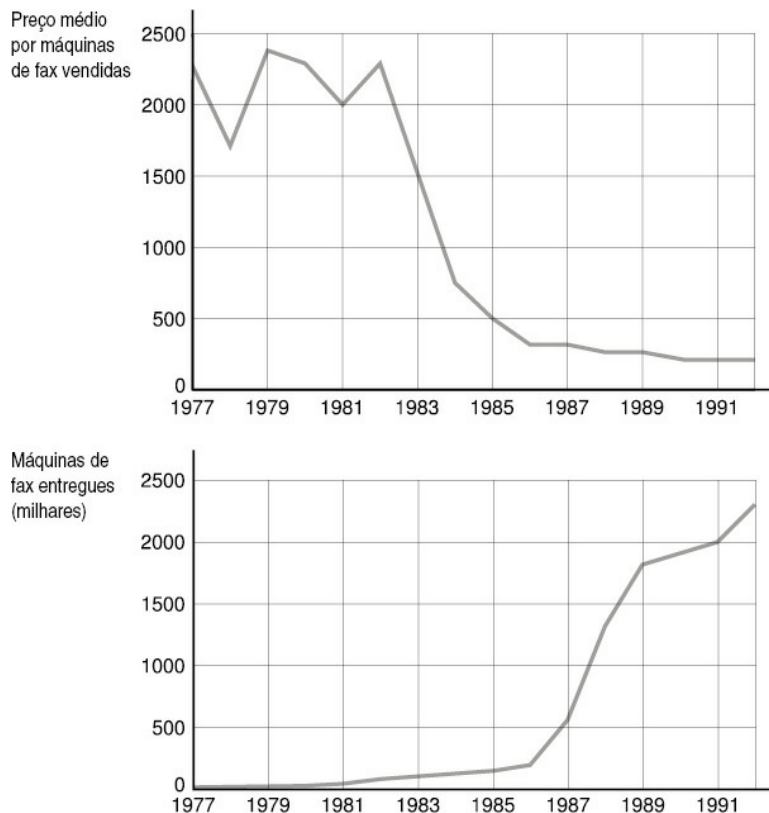 Preço médio
por máquinas
de fax vendidas
2500
2000
1500
1000
500
0
1977 1979 1981 1983 1985 1987 1989 1991
Máquinas de
fax entregues
(milhares)
2500
2000
1500
1000
500
0
1977 1979 1981 1983 1985 1987 1989 1991